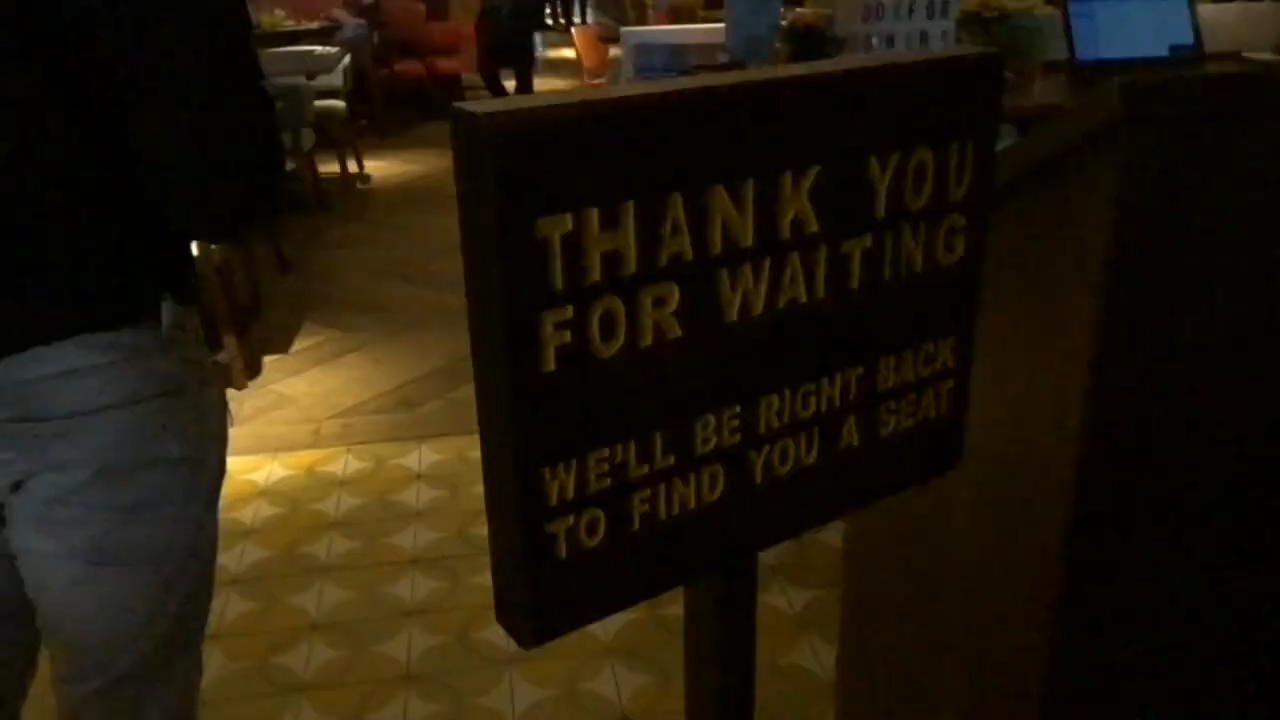 THANK YOU
FOR WAITING
WE'LL BE RIGHT BACK
TO FIND YOU A SEAT